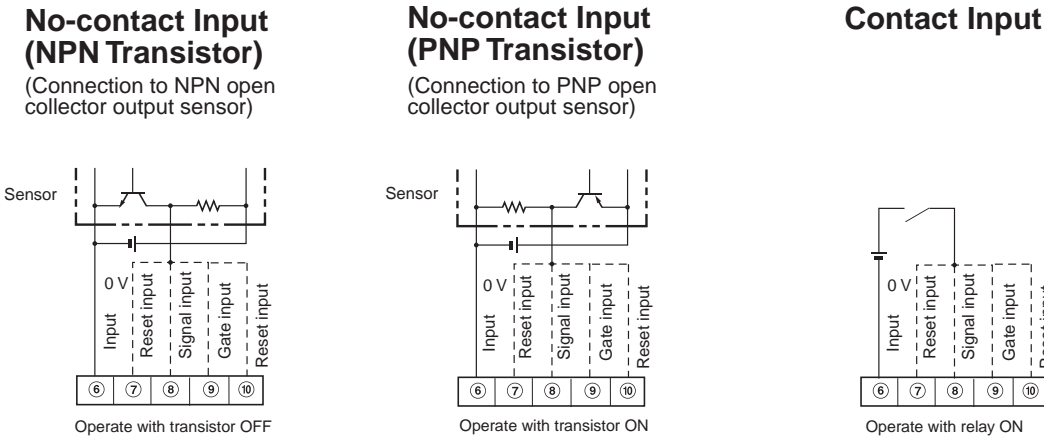 No-contact Input
(NPN Transistor)
(Connection to NPN open
collector output sensor)
Sensor
0 V
Input
Reset input
Signal input
Gate input
Reset input
⑥ ⑦ ⑧ ⑨ ⑩
Operate with transistor OFF
No-contact Input
(PNP Transistor)
(Connection to PNP open
collector output sensor)
Sensor
0 V
Input
Reset input
Signal input
Gate input
Reset input
⑥ ⑦ ⑧ ⑨ ⑩
Operate with transistor ON
Contact Input
0 V
Input
Reset input
Signal input
Gate input
Reset input
⑥ ⑦ ⑧ ⑨ ⑩
Operate with relay ON